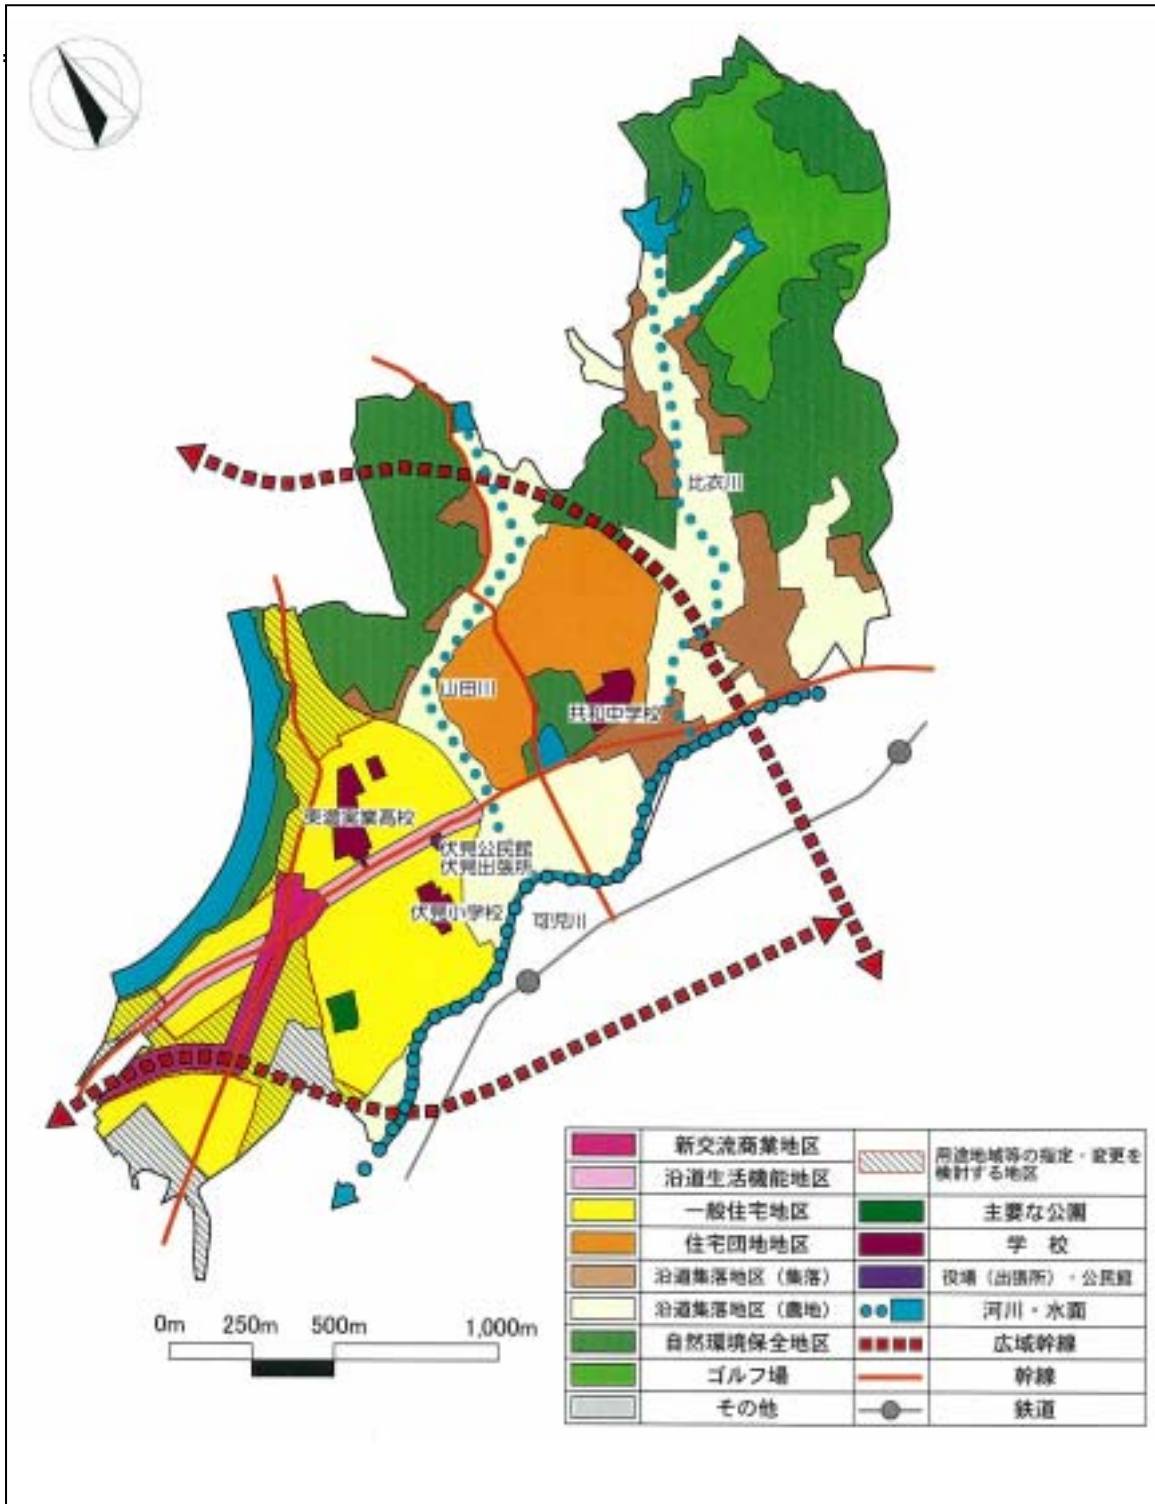 比衣川
山田川
共和中学校
東濃実業高校
伏見公民館
伏見出張所
伏見小学校
可児川
新交流商業地区
沿道生活機能地区
一般住宅地区
住宅団地地区
沿道集落地区（集落）
沿道集落地区（農地）
自然環境保全地区
ゴルフ場
その他
用途地域等の指定・変更を
検討する地区
主要な公園
学　校
役場（出張所）・公民館
河川・水面
広域幹線
幹線
鉄道
0m 250m 500m 1,000m